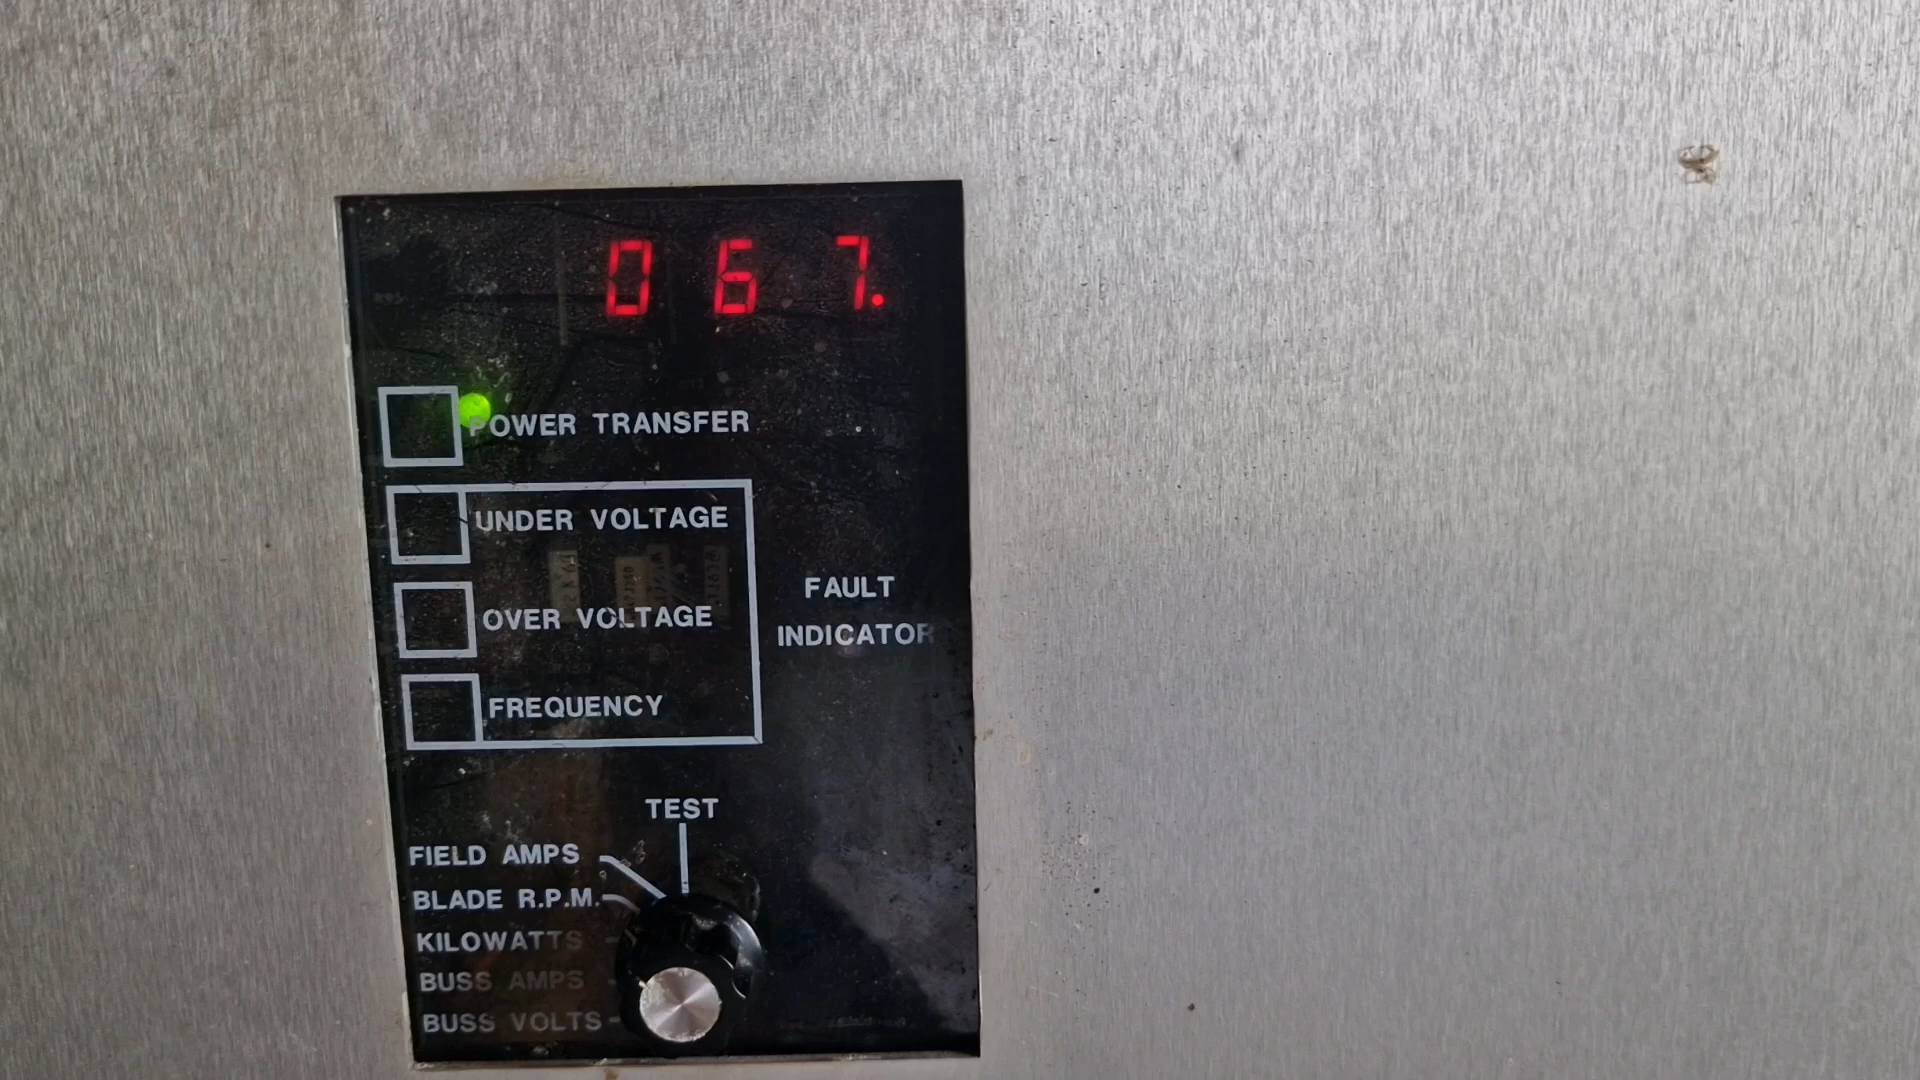 067.
POWER TRANSFER
UNDER VOLTAGE
OVER VOLTAGE
FREQUENCY
FAULT
INDICATOR
TEST
FIELD AMPS
BLADE R.P.M.
KILOWATTS
BUSS AMPS
BUSS VOLTS